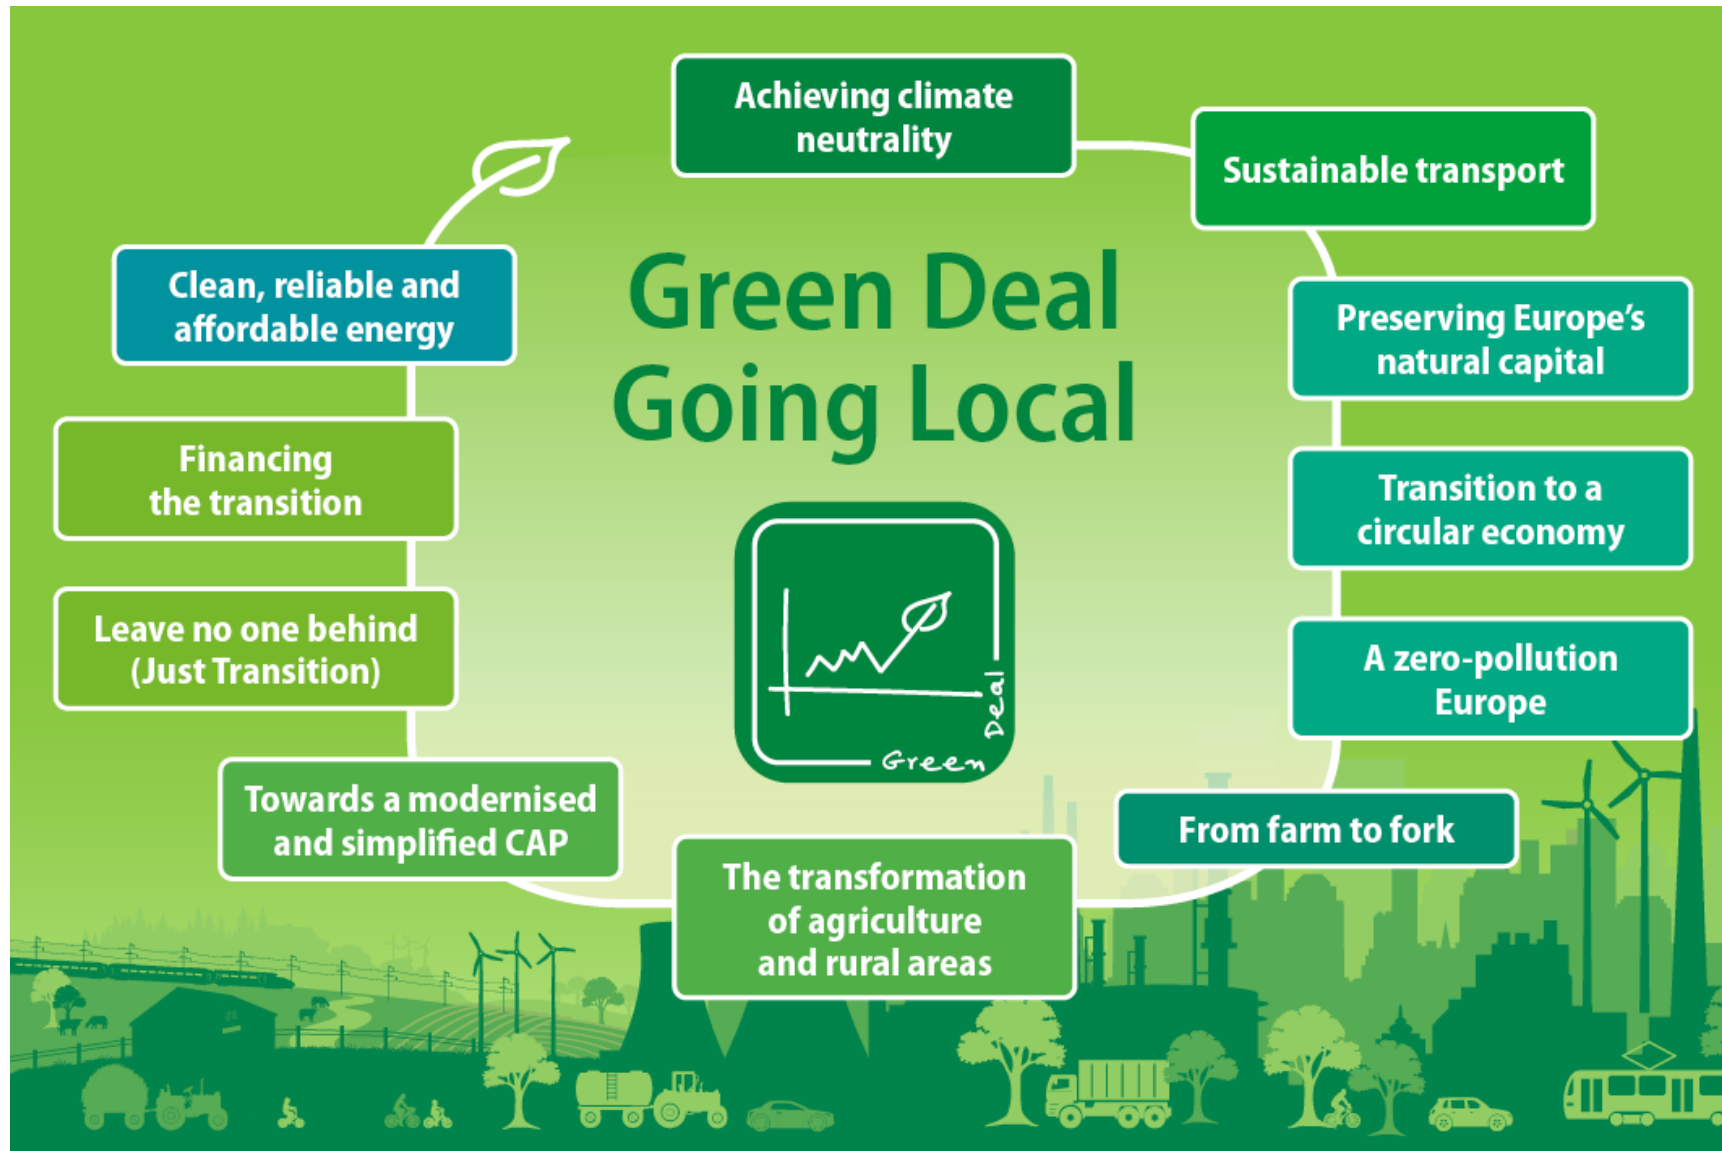 Achieving climate
neutrality
Sustainable transport
Clean, reliable and
affordable energy
Green Deal
Going Local
Preserving Europe’s
natural capital
Financing
the transition
Transition to a
circular economy
Leave no one behind
(Just Transition)
A zero-pollution
Europe
Green
Deal
Towards a modernised
and simplified CAP
From farm to fork
The transformation
of agriculture
and rural areas